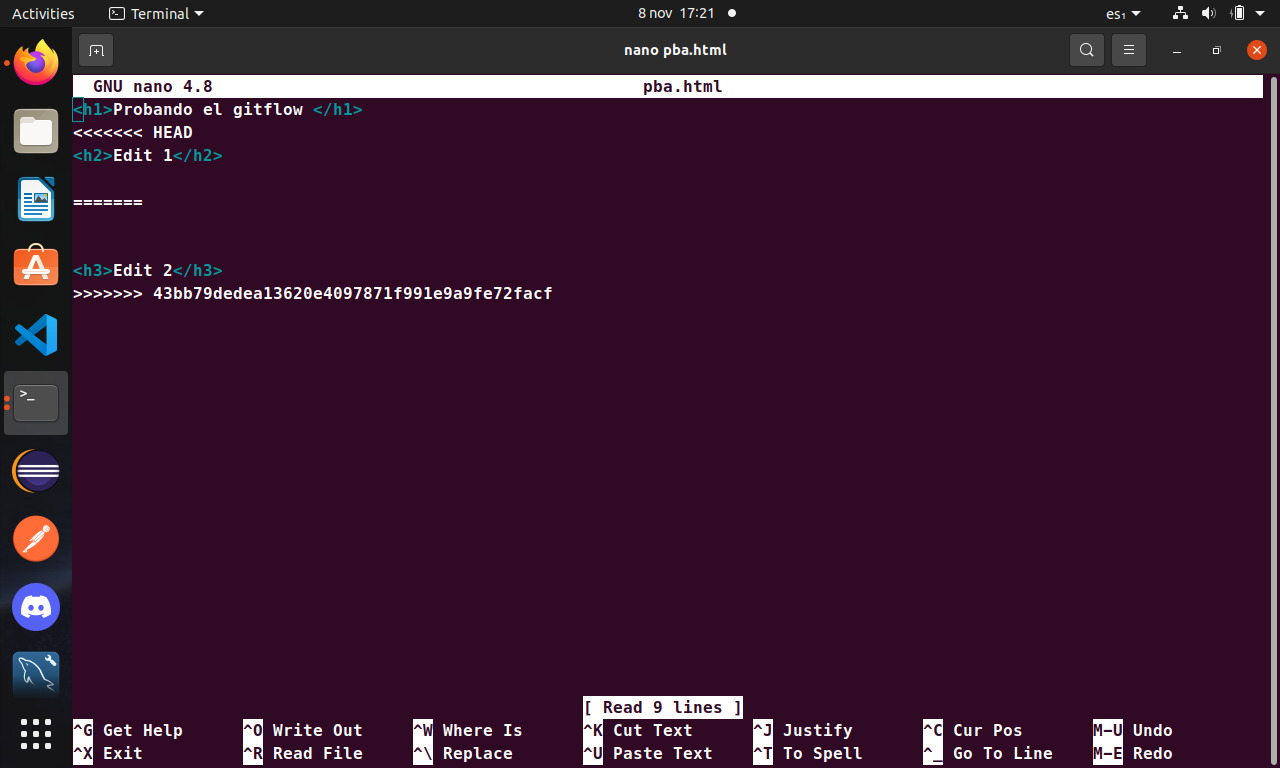 Activities Terminal 8 nov 17:21 es₁
nano pba.html
GNU nano 4.8 pba.html
<h1>Probando el gitflow </h1>
<<<<<<< HEAD
<h2>Edit 1</h2>
=======
<h3>Edit 2</h3>
>>>>>>> 43bb79dedea13620e4097871f991e9a9fe72facf
[ Read 9 lines ]
^G Get Help ^O Write Out ^W Where Is ^K Cut Text ^J Justify ^C Cur Pos M-U Undo
^X Exit ^R Read File ^\ Replace ^U Paste Text ^T To Spell ^_ Go To Line M-E Redo